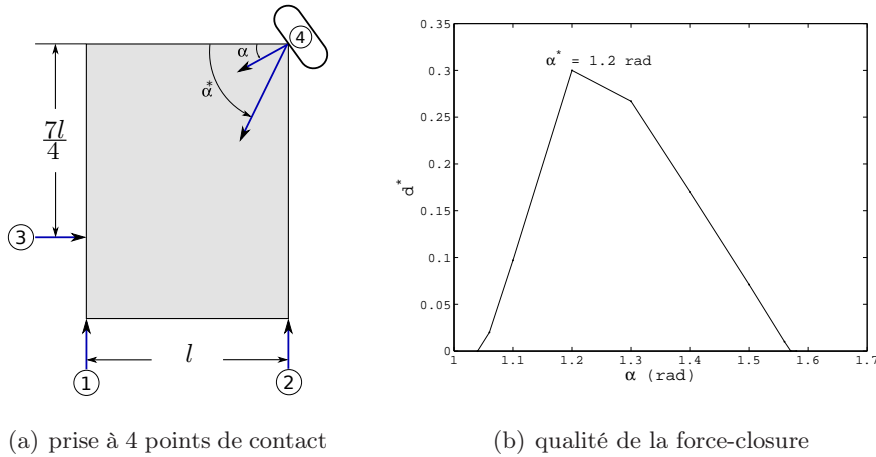 4
α
α*
7l
4
3
l
1
2
(a) prise à 4 points de contact
0.35
0.3
0.25
0.2
0.15
0.1
0.05
0
d*
α* = 1.2 rad
1
1.1
1.2
1.3
1.4
1.5
1.6
1.7
α (rad)
(b) qualité de la force-closure